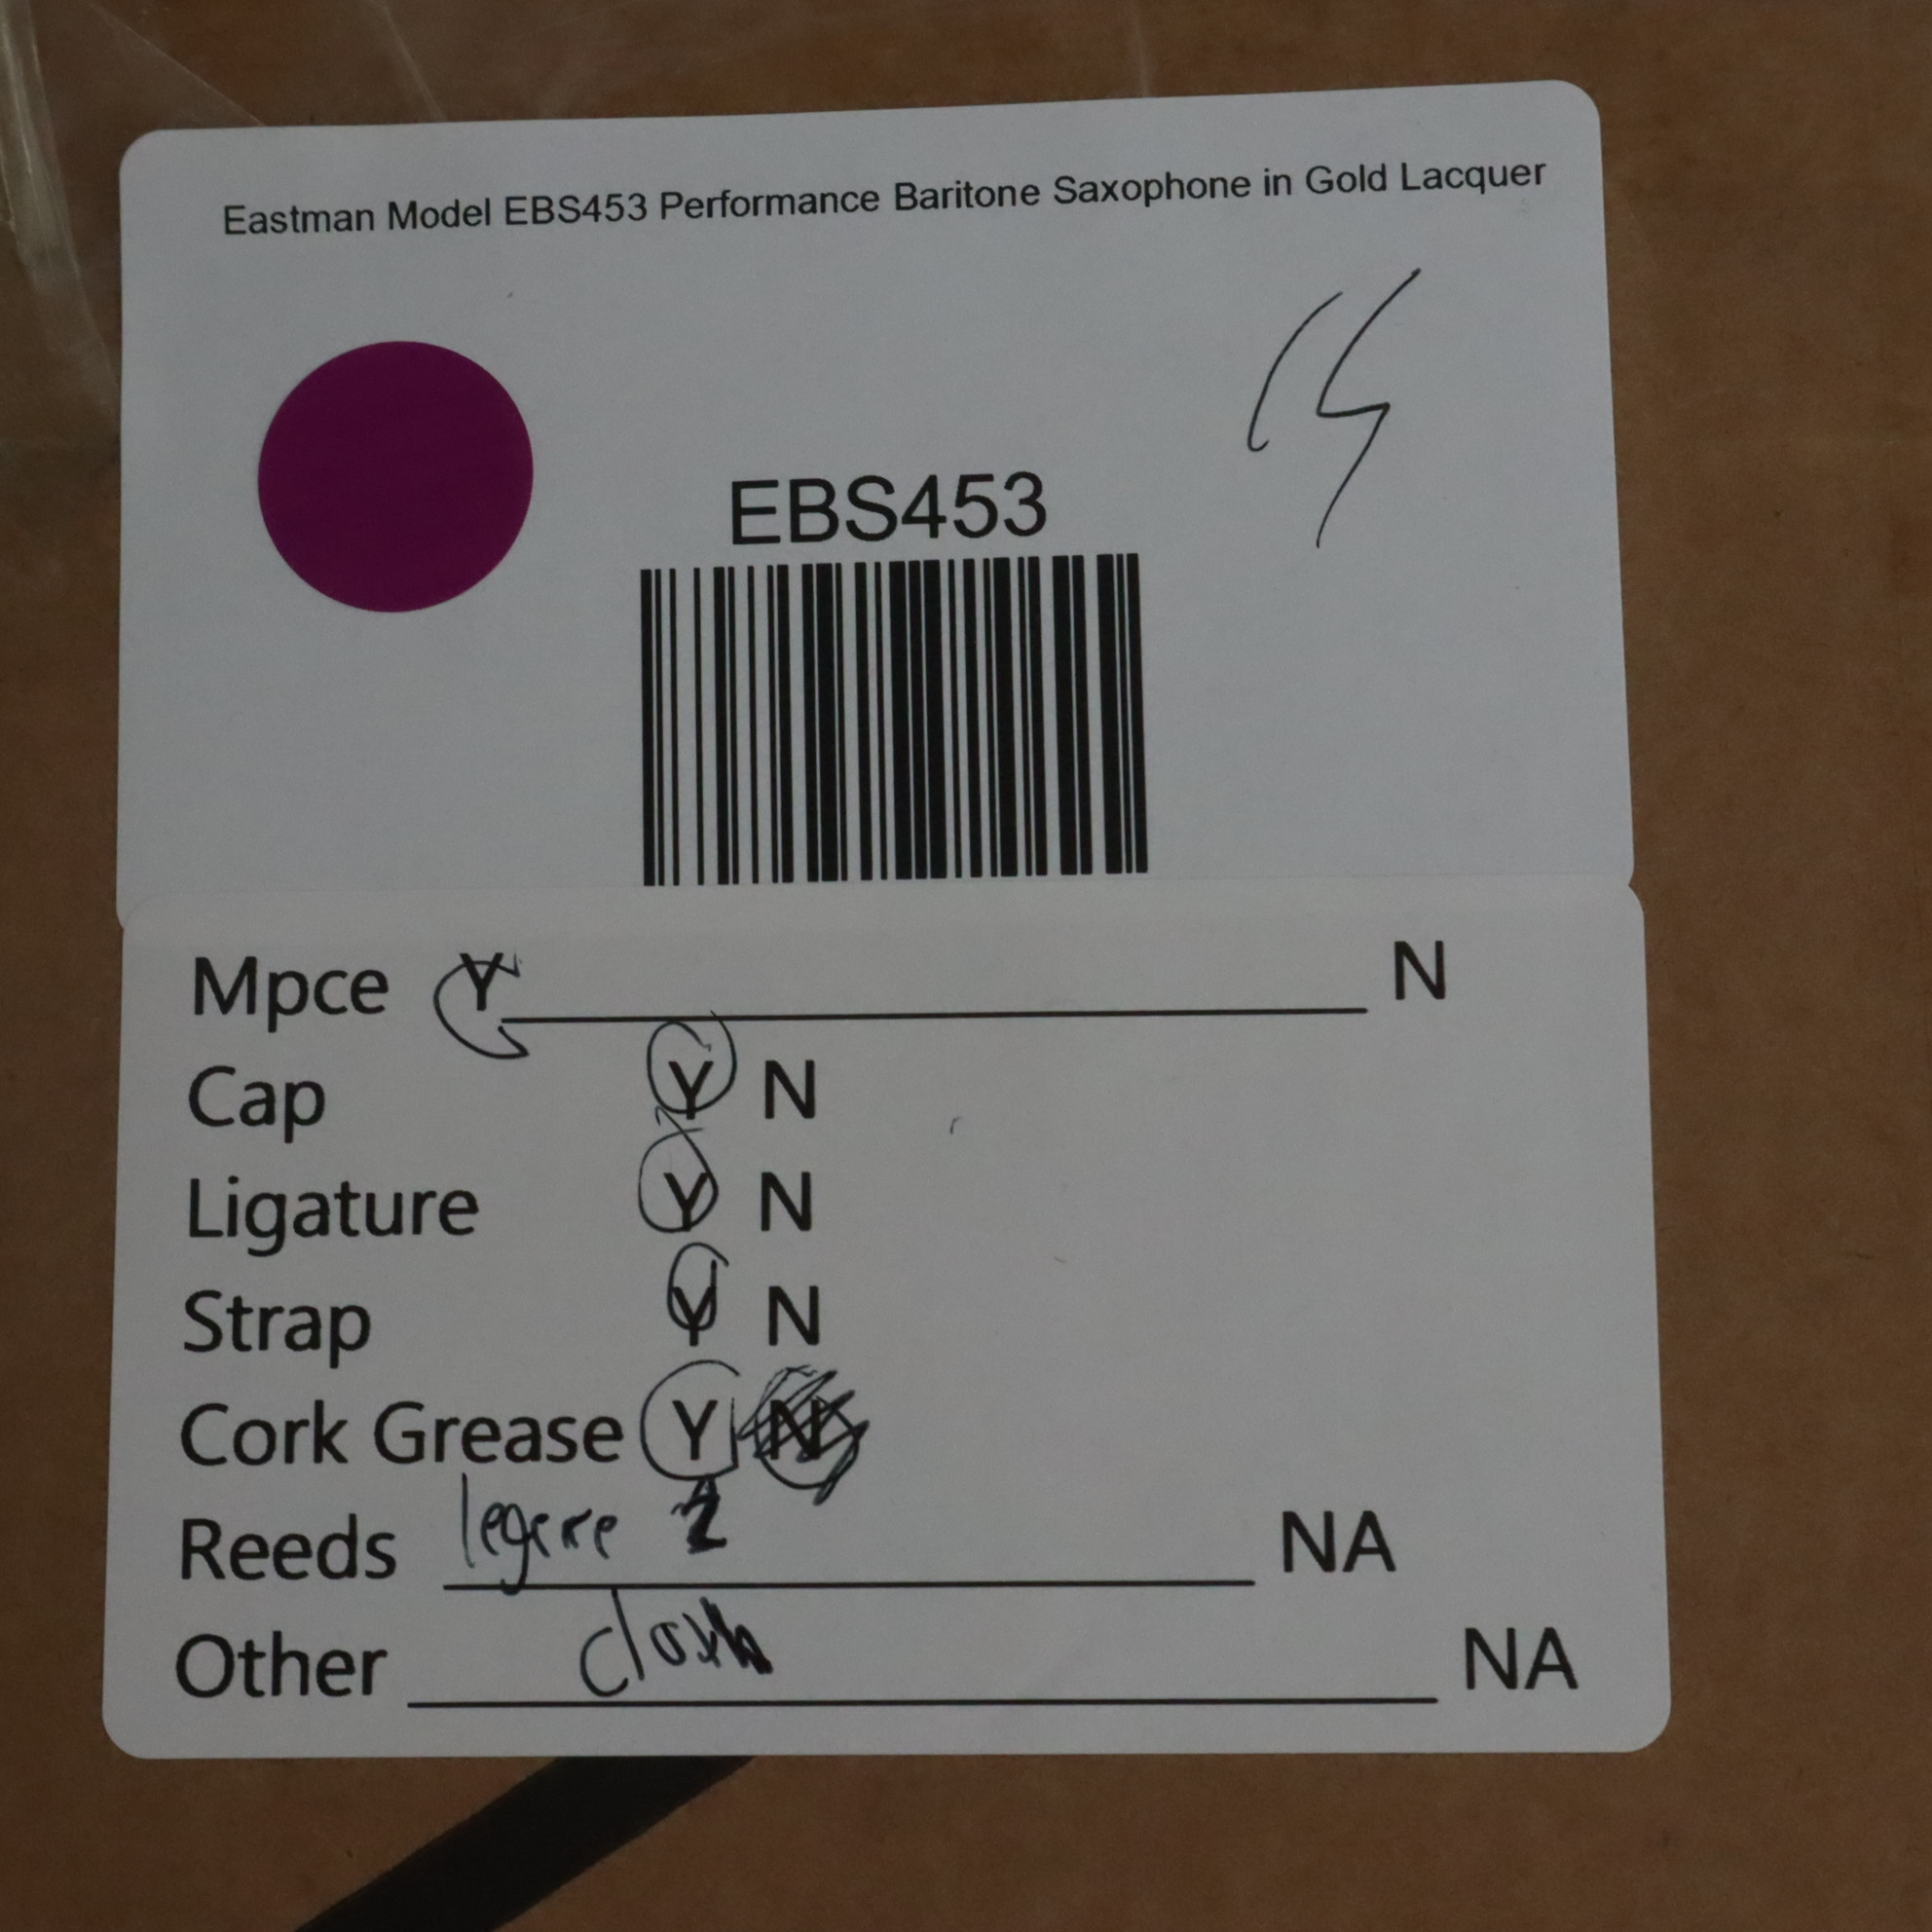 Eastman Model EBS453 Performance Baritone Saxophone in Gold Lacquer
EBS453
Mpce Y N
Cap Y N
Ligature Y N
Strap Y N
Cork Grease Y N
Reeds legere 2 NA
Other cloth NA